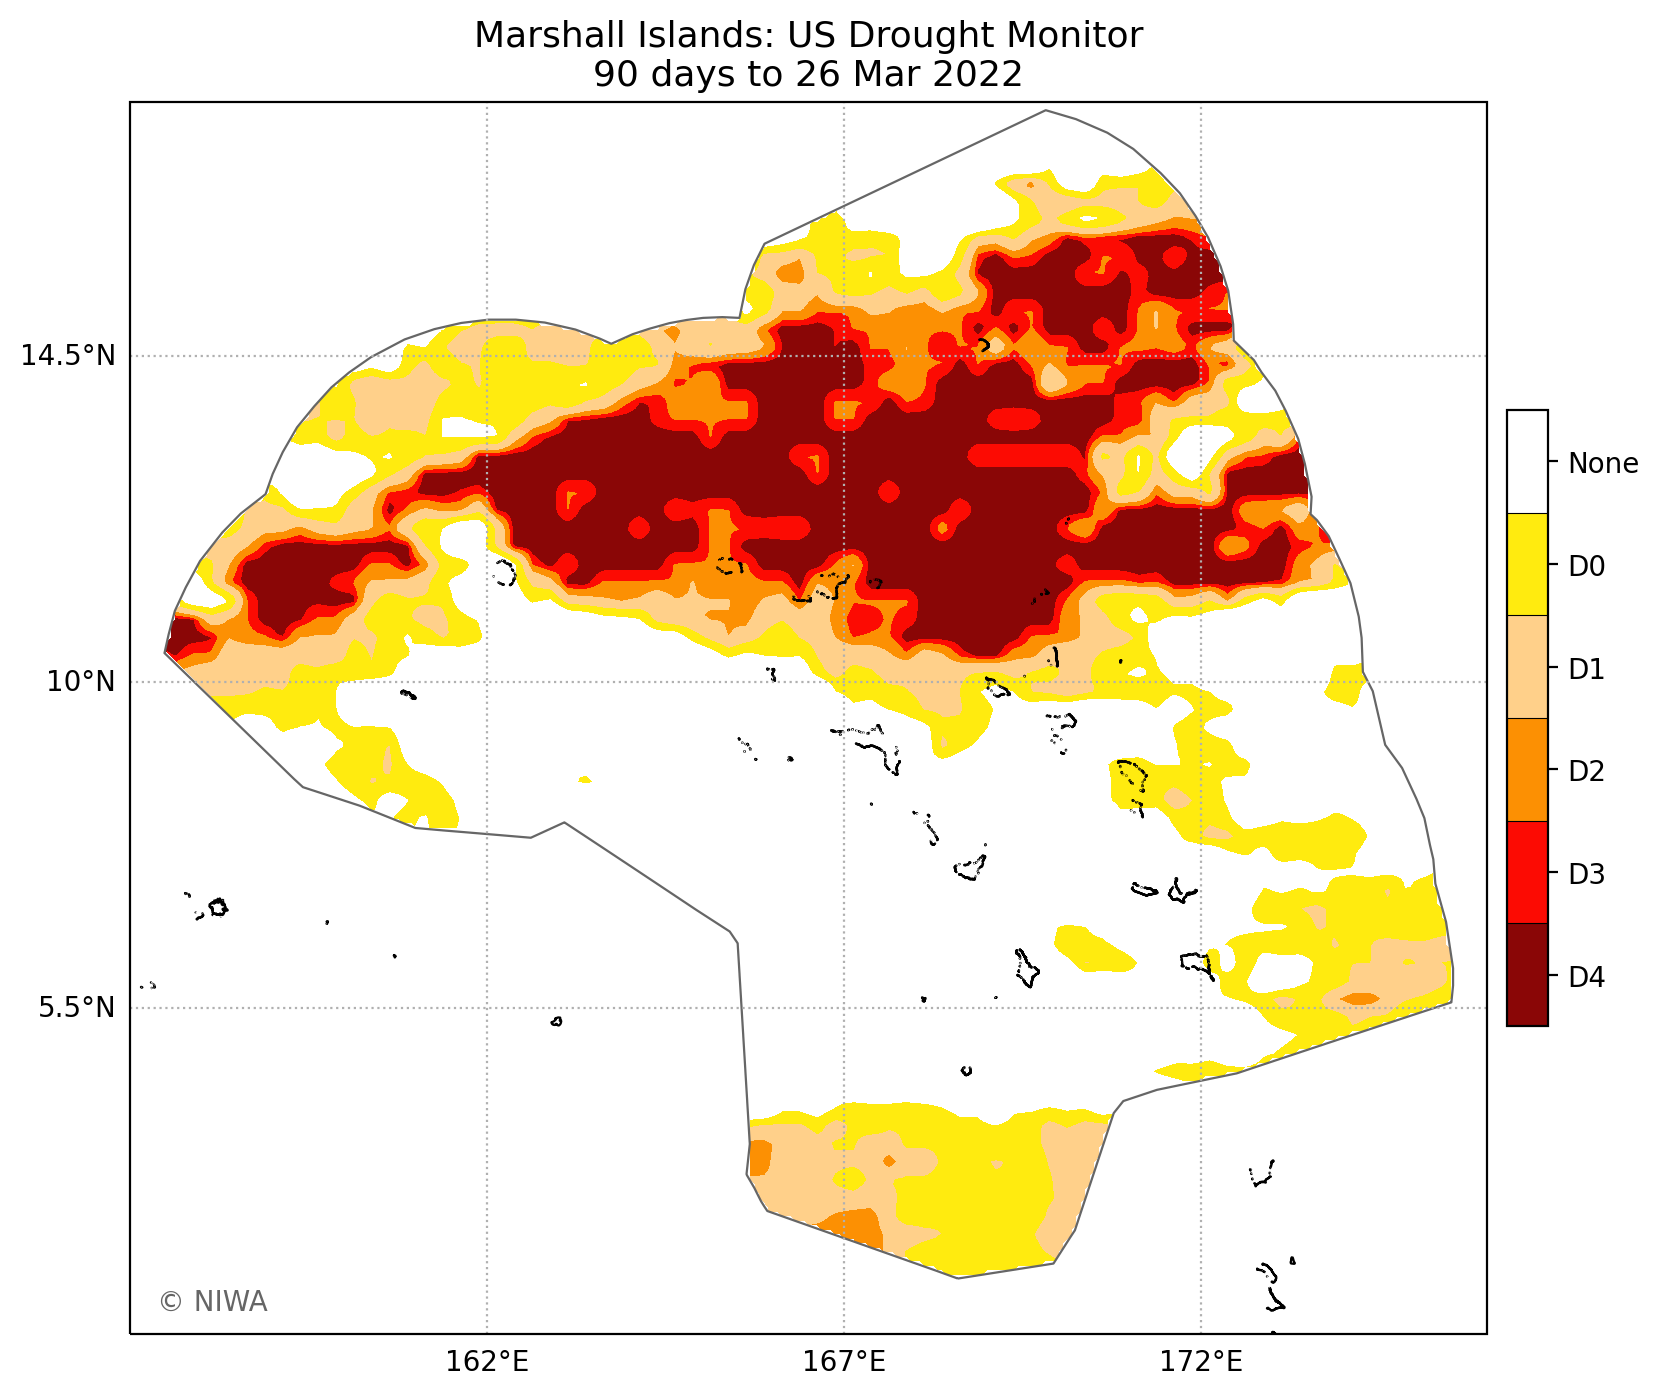 Marshall Islands: US Drought Monitor
90 days to 26 Mar 2022
14.5°N
10°N
5.5°N
162°E
167°E
172°E
None
D0
D1
D2
D3
D4
© NIWA